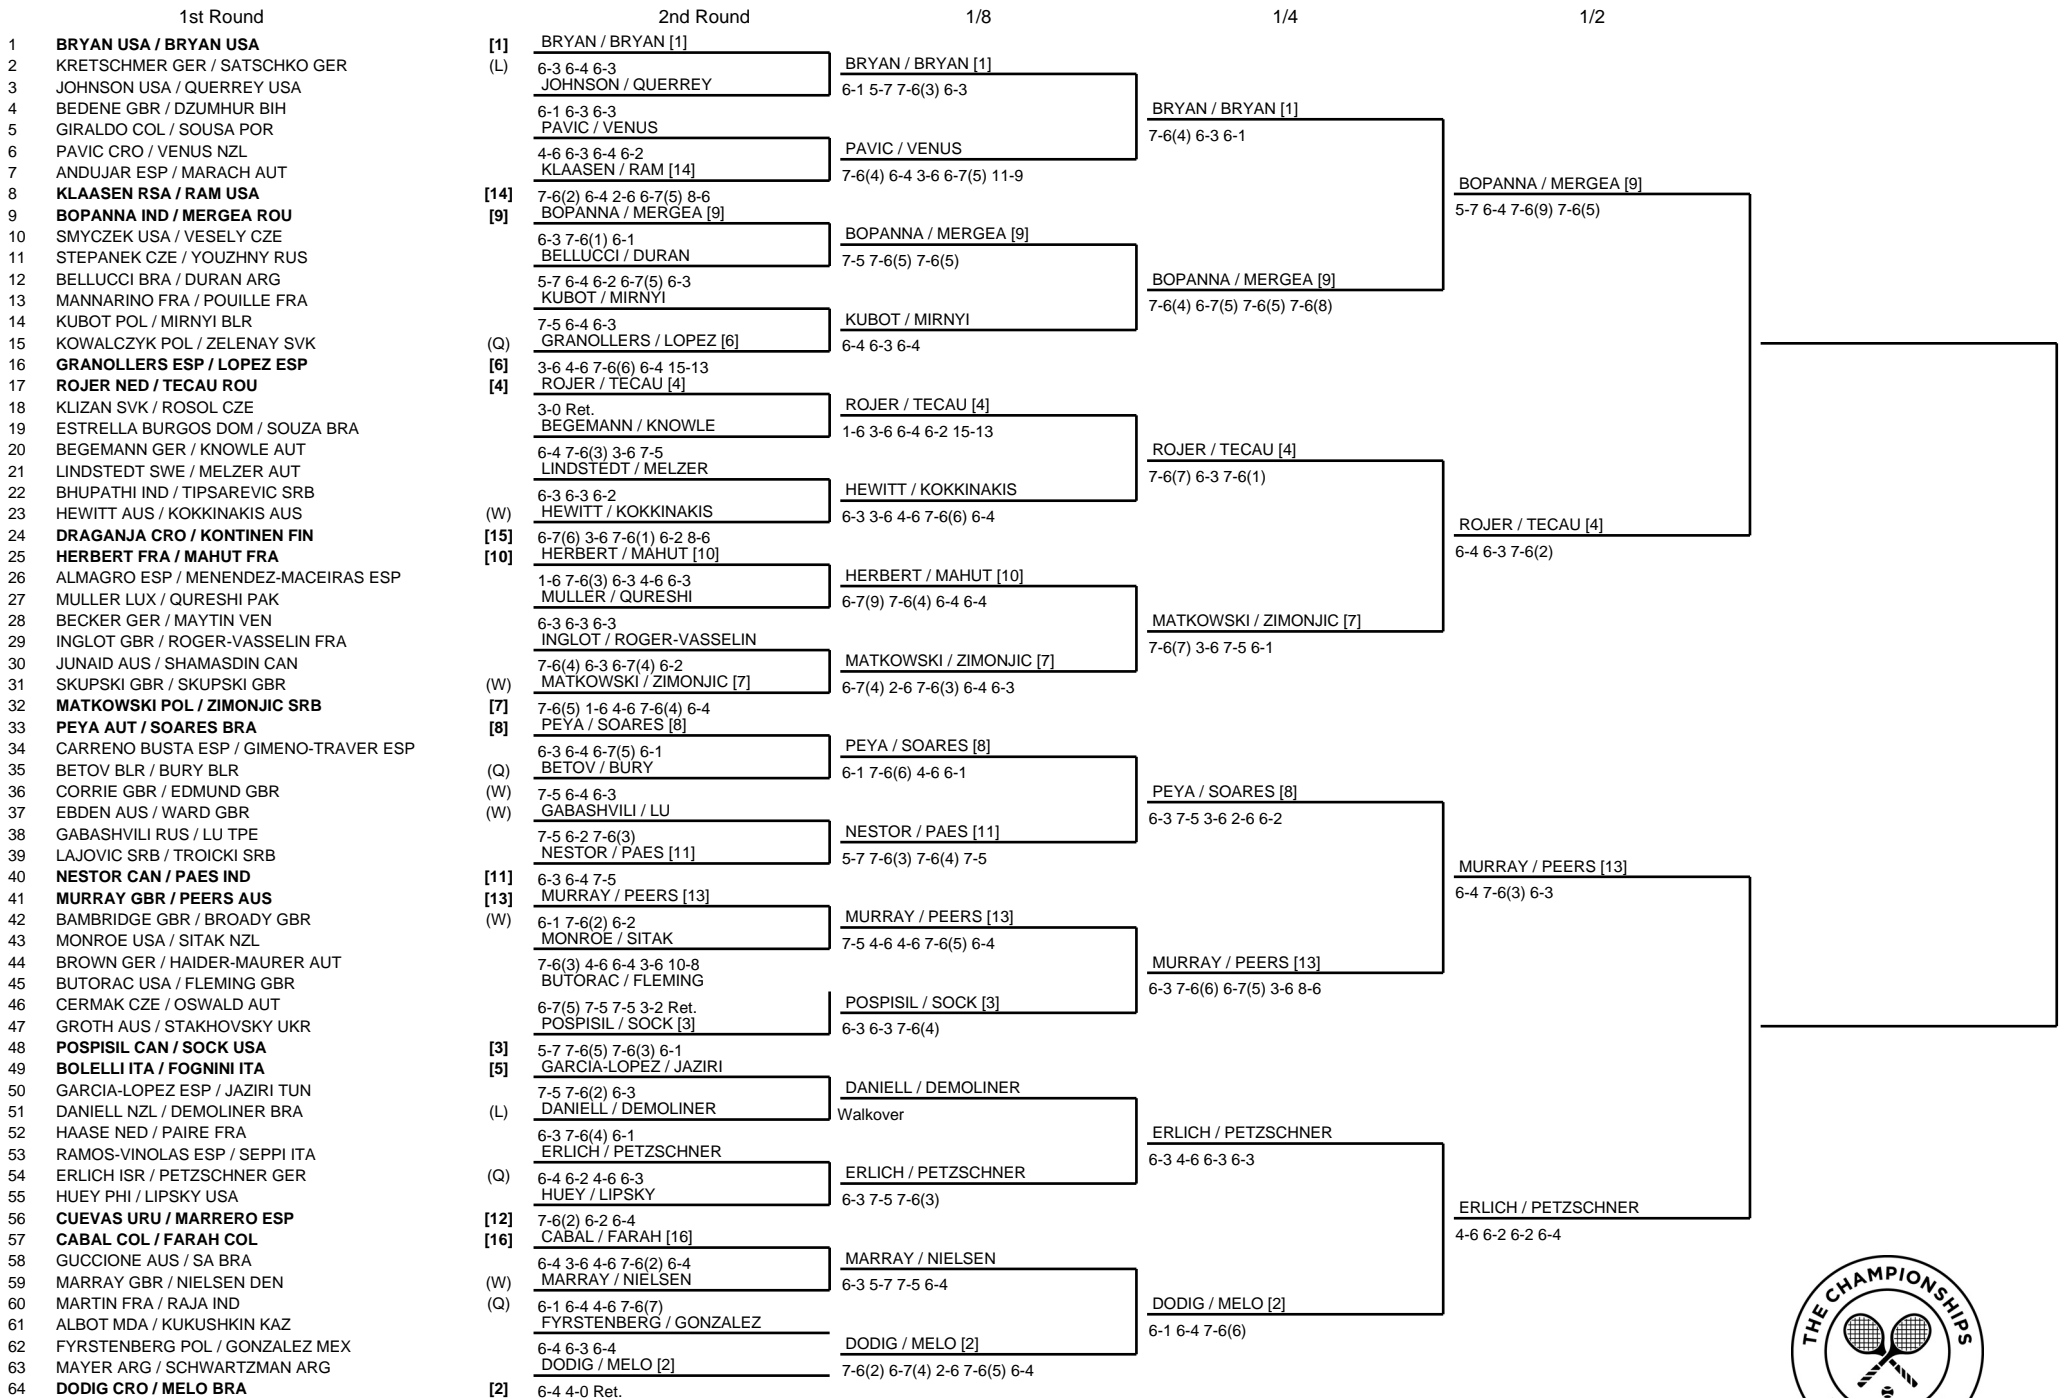 1st Round 2nd Round 1/8 1/4 1/2
1 BRYAN USA / BRYAN USA [1]
2 KRETSCHMER GER / SATSCHKO GER (L)
3 JOHNSON USA / QUERREY USA
4 BEDENE GBR / DZUMHUR BIH
5 GIRALDO COL / SOUSA POR
6 PAVIC CRO / VENUS NZL
7 ANDUJAR ESP / MARACH AUT
8 KLAASEN RSA / RAM USA [14]
9 BOPANNA IND / MERGEA ROU [9]
10 SMYCZEK USA / VESELY CZE
11 STEPANEK CZE / YOUZHNY RUS
12 BELLUCCI BRA / DURAN ARG
13 MANNARINO FRA / POUILLE FRA
14 KUBOT POL / MIRNYI BLR
15 KOWALCZYK POL / ZELENAY SVK (Q)
16 GRANOLLERS ESP / LOPEZ ESP [6]
17 ROJER NED / TECAU ROU [4]
18 KLIZAN SVK / ROSOL CZE
19 ESTRELLA BURGOS DOM / SOUZA BRA
20 BEGEMANN GER / KNOWLE AUT
21 LINDSTEDT SWE / MELZER AUT
22 BHUPATHI IND / TIPSAREVIC SRB
23 HEWITT AUS / KOKKINAKIS AUS (W)
24 DRAGANJA CRO / KONTINEN FIN [15]
25 HERBERT FRA / MAHUT FRA [10]
26 ALMAGRO ESP / MENENDEZ-MACEIRAS ESP
27 MULLER LUX / QURESHI PAK
28 BECKER GER / MAYTIN VEN
29 INGLOT GBR / ROGER-VASSELIN FRA
30 JUNAID AUS / SHAMASDIN CAN
31 SKUPSKI GBR / SKUPSKI GBR (W)
32 MATKOWSKI POL / ZIMONJIC SRB [7]
33 PEYA AUT / SOARES BRA [8]
34 CARRENO BUSTA ESP / GIMENO-TRAVER ESP
35 BETOV BLR / BURY BLR (Q)
36 CORRIE GBR / EDMUND GBR (W)
37 EBDEN AUS / WARD GBR (W)
38 GABASHVILI RUS / LU TPE
39 LAJOVIC SRB / TROICKI SRB
40 NESTOR CAN / PAES IND [11]
41 MURRAY GBR / PEERS AUS [13]
42 BAMBRIDGE GBR / BROADY GBR (W)
43 MONROE USA / SITAK NZL
44 BROWN GER / HAIDER-MAURER AUT
45 BUTORAC USA / FLEMING GBR
46 CERMAK CZE / OSWALD AUT
47 GROTH AUS / STAKHOVSKY UKR
48 POSPISIL CAN / SOCK USA [3]
49 BOLELLI ITA / FOGNINI ITA [5]
50 GARCIA-LOPEZ ESP / JAZIRI TUN
51 DANIELL NZL / DEMOLINER BRA (L)
52 HAASE NED / PAIRE FRA
53 RAMOS-VINOLAS ESP / SEPPI ITA
54 ERLICH ISR / PETZSCHNER GER (Q)
55 HUEY PHI / LIPSKY USA
56 CUEVAS URU / MARRERO ESP [12]
57 CABAL COL / FARAH COL [16]
58 GUCCIONE AUS / SA BRA
59 MARRAY GBR / NIELSEN DEN (W)
60 MARTIN FRA / RAJA IND (Q)
61 ALBOT MDA / KUKUSHKIN KAZ
62 FYRSTENBERG POL / GONZALEZ MEX
63 MAYER ARG / SCHWARTZMAN ARG
64 DODIG CRO / MELO BRA [2]
BRYAN / BRYAN [1]
6-3 6-4 6-3
JOHNSON / QUERREY
6-1 6-3 6-3
PAVIC / VENUS
4-6 6-3 6-4 6-2
KLAASEN / RAM [14]
7-6(2) 6-4 2-6 6-7(5) 8-6
BOPANNA / MERGEA [9]
6-3 7-6(1) 6-1
BELLUCCI / DURAN
5-7 6-4 6-2 6-7(5) 6-3
KUBOT / MIRNYI
7-5 6-4 6-3
GRANOLLERS / LOPEZ [6]
3-6 4-6 7-6(6) 6-4 15-13
ROJER / TECAU [4]
3-0 Ret.
BEGEMANN / KNOWLE
6-4 7-6(3) 3-6 7-5
LINDSTEDT / MELZER
6-3 6-3 6-2
HEWITT / KOKKINAKIS
6-7(6) 3-6 7-6(1) 6-2 8-6
HERBERT / MAHUT [10]
1-6 7-6(3) 6-3 4-6 6-3
MULLER / QURESHI
6-3 6-3 6-3
INGLOT / ROGER-VASSELIN
7-6(4) 6-3 6-7(4) 6-2
MATKOWSKI / ZIMONJIC [7]
7-6(5) 1-6 4-6 7-6(4) 6-4
PEYA / SOARES [8]
6-3 6-4 6-7(5) 6-1
BETOV / BURY
7-5 6-4 6-3
GABASHVILI / LU
7-5 6-2 7-6(3)
NESTOR / PAES [11]
6-3 6-4 7-5
MURRAY / PEERS [13]
6-1 7-6(2) 6-2
MONROE / SITAK
7-6(3) 4-6 6-4 3-6 10-8
BUTORAC / FLEMING
6-7(5) 7-5 7-5 3-2 Ret.
POSPISIL / SOCK [3]
5-7 7-6(5) 7-6(3) 6-1
GARCIA-LOPEZ / JAZIRI
7-5 7-6(2) 6-3
DANIELL / DEMOLINER
6-3 7-6(4) 6-1
ERLICH / PETZSCHNER
6-4 6-2 4-6 6-3
HUEY / LIPSKY
7-6(2) 6-2 6-4
CABAL / FARAH [16]
6-4 3-6 4-6 7-6(2) 6-4
MARRAY / NIELSEN
6-1 6-4 4-6 7-6(7)
FYRSTENBERG / GONZALEZ
6-4 6-3 6-4
DODIG / MELO [2]
6-4 4-0 Ret.
BRYAN / BRYAN [1]
6-1 5-7 7-6(3) 6-3
PAVIC / VENUS
7-6(4) 6-4 3-6 6-7(5) 11-9
BOPANNA / MERGEA [9]
7-5 7-6(5) 7-6(5)
KUBOT / MIRNYI
6-4 6-3 6-4
ROJER / TECAU [4]
1-6 3-6 6-4 6-2 15-13
HEWITT / KOKKINAKIS
6-3 3-6 4-6 7-6(6) 6-4
HERBERT / MAHUT [10]
6-7(9) 7-6(4) 6-4 6-4
MATKOWSKI / ZIMONJIC [7]
6-7(4) 2-6 7-6(3) 6-4 6-3
PEYA / SOARES [8]
6-1 7-6(6) 4-6 6-1
NESTOR / PAES [11]
5-7 7-6(3) 7-6(4) 7-5
MURRAY / PEERS [13]
7-5 4-6 4-6 7-6(5) 6-4
POSPISIL / SOCK [3]
6-3 6-3 7-6(4)
DANIELL / DEMOLINER
Walkover
ERLICH / PETZSCHNER
6-3 7-5 7-6(3)
MARRAY / NIELSEN
6-3 5-7 7-5 6-4
DODIG / MELO [2]
7-6(2) 6-7(4) 2-6 7-6(5) 6-4
BRYAN / BRYAN [1]
7-6(4) 6-3 6-1
BOPANNA / MERGEA [9]
7-6(4) 6-7(5) 7-6(5) 7-6(8)
ROJER / TECAU [4]
7-6(7) 6-3 7-6(1)
MATKOWSKI / ZIMONJIC [7]
7-6(7) 3-6 7-5 6-1
PEYA / SOARES [8]
6-3 7-5 3-6 2-6 6-2
MURRAY / PEERS [13]
6-3 7-6(6) 6-7(5) 3-6 8-6
ERLICH / PETZSCHNER
6-3 4-6 6-3 6-3
DODIG / MELO [2]
6-1 6-4 7-6(6)
BOPANNA / MERGEA [9]
5-7 6-4 7-6(9) 7-6(5)
ROJER / TECAU [4]
6-4 6-3 7-6(2)
MURRAY / PEERS [13]
6-4 7-6(3) 6-3
ERLICH / PETZSCHNER
4-6 6-2 6-2 6-4
THE CHAMPIONSHIPS